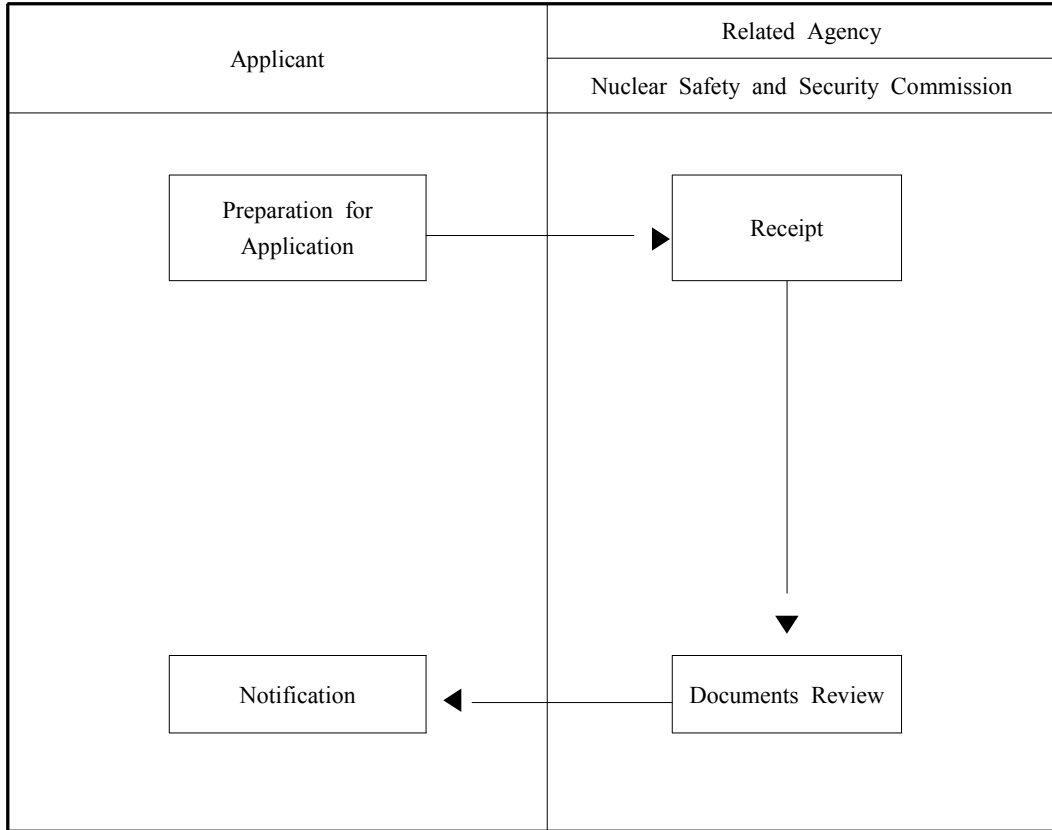 Applicant
Related Agency
Nuclear Safety and Security Commission
Preparation for
Application
Receipt
Notification
Documents Review